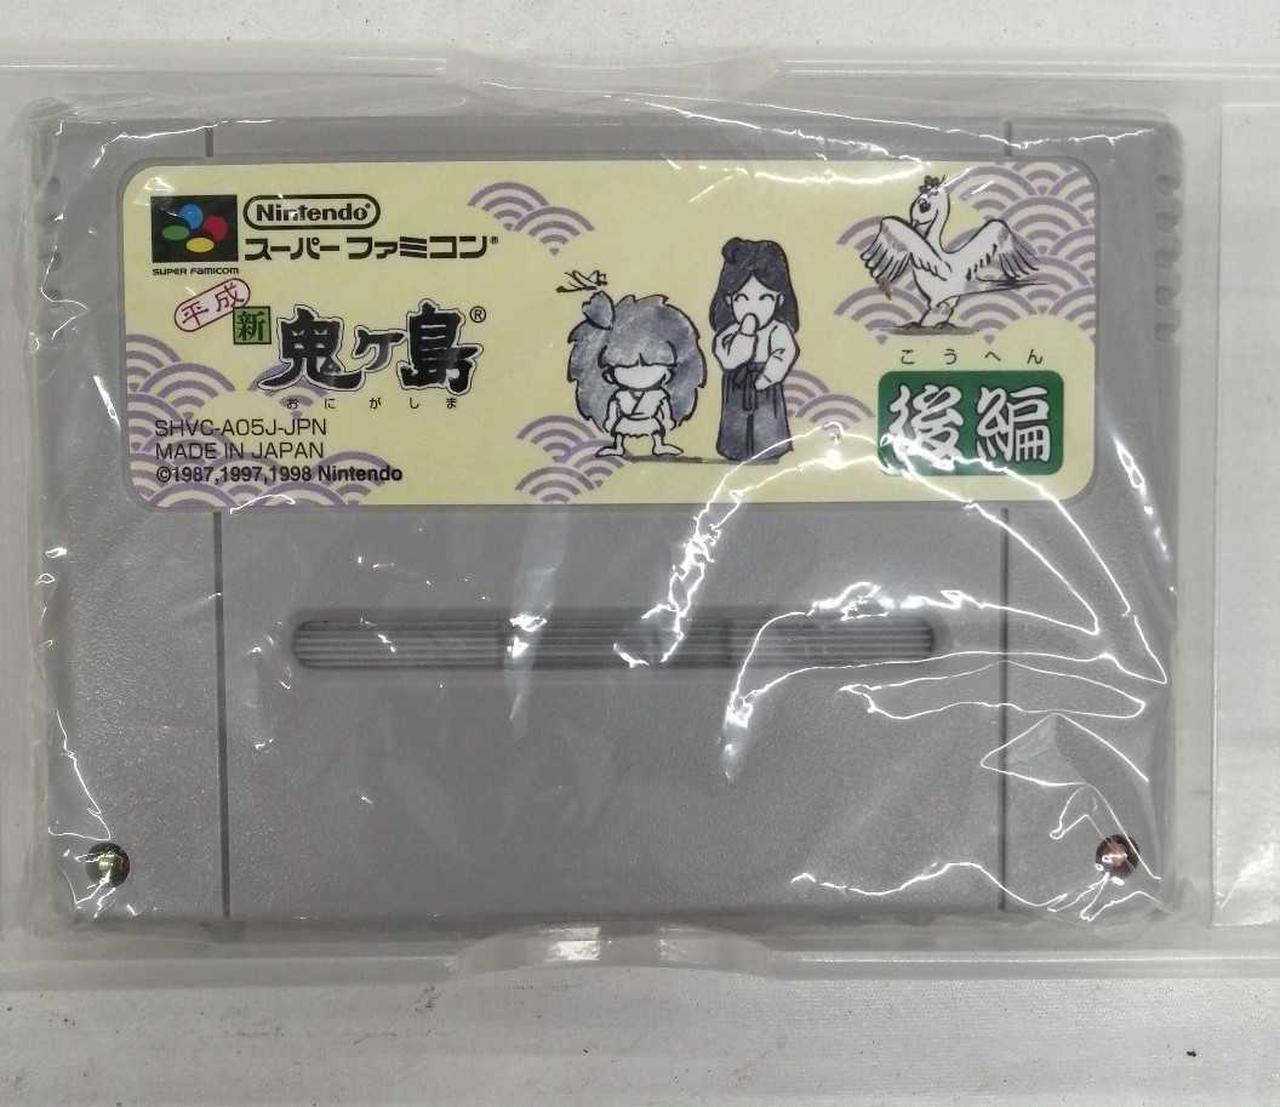 Nintendo
スーパーファミコン®
SUPER FAMICOM
平成
新
鬼ヶ島®
おにがしま
SHVC-A05J-JPN
MADE IN JAPAN
©1987,1997,1998 Nintendo
こうへん
後編